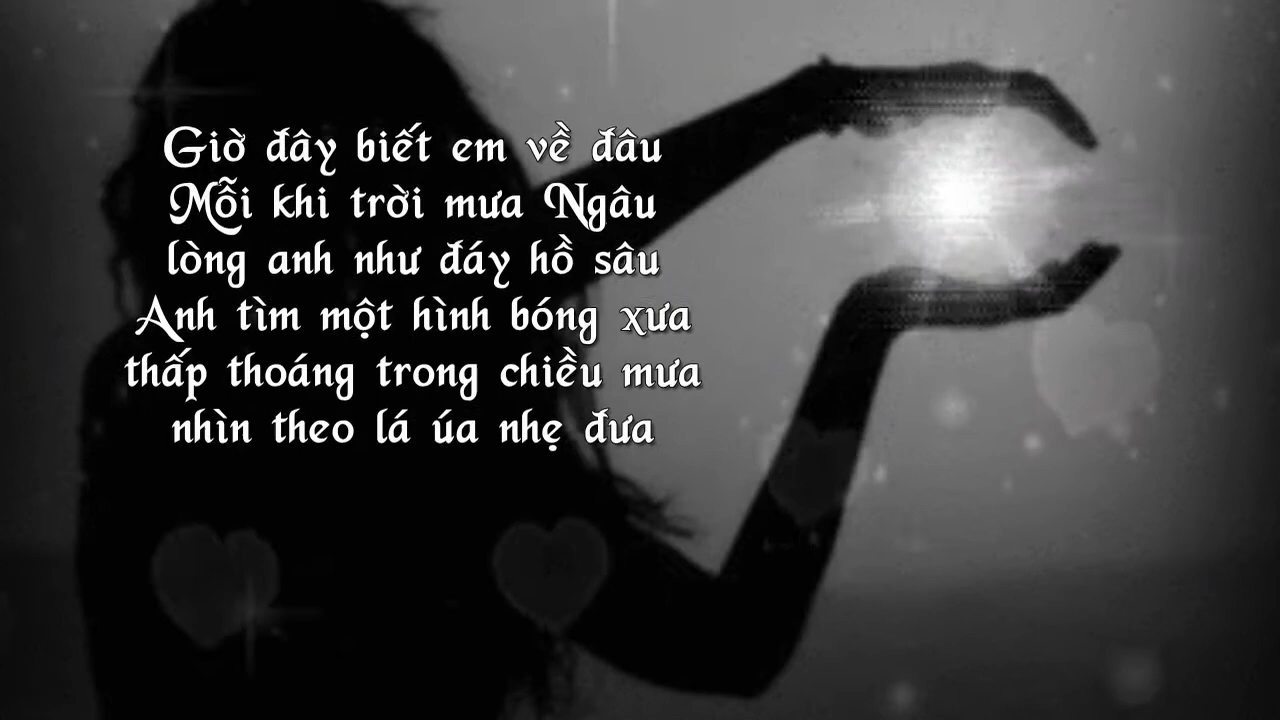 Giờ đây biết em về đâu
Mỗi khi trời mưa Ngâu
lòng anh như đáy hồ sâu
Anh tìm một hình bóng xưa
thấp thoáng trong chiều mưa
nhìn theo lá úa nhẹ đưa